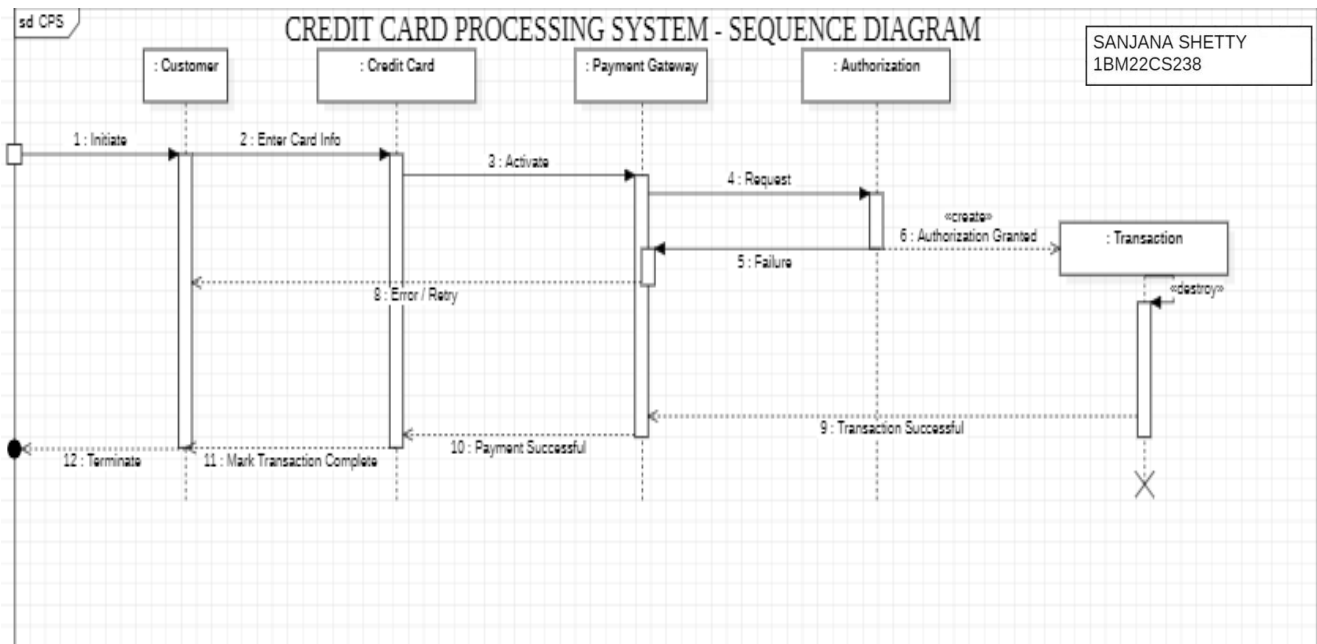 sd CPS
CREDIT CARD PROCESSING SYSTEM - SEQUENCE DIAGRAM
SANJANA SHETTY
1BM22CS238
: Customer
: Credit Card
: Payment Gateway
: Authorization
1 : Initiate
2 : Enter Card Info
3 : Activate
4 : Request
«create»
6 : Authorization Granted
: Transaction
5 : Failure
«destroy»
8 : Error / Retry
9 : Transaction Successful
10 : Payment Successful
11 : Mark Transaction Complete
12 : Terminate